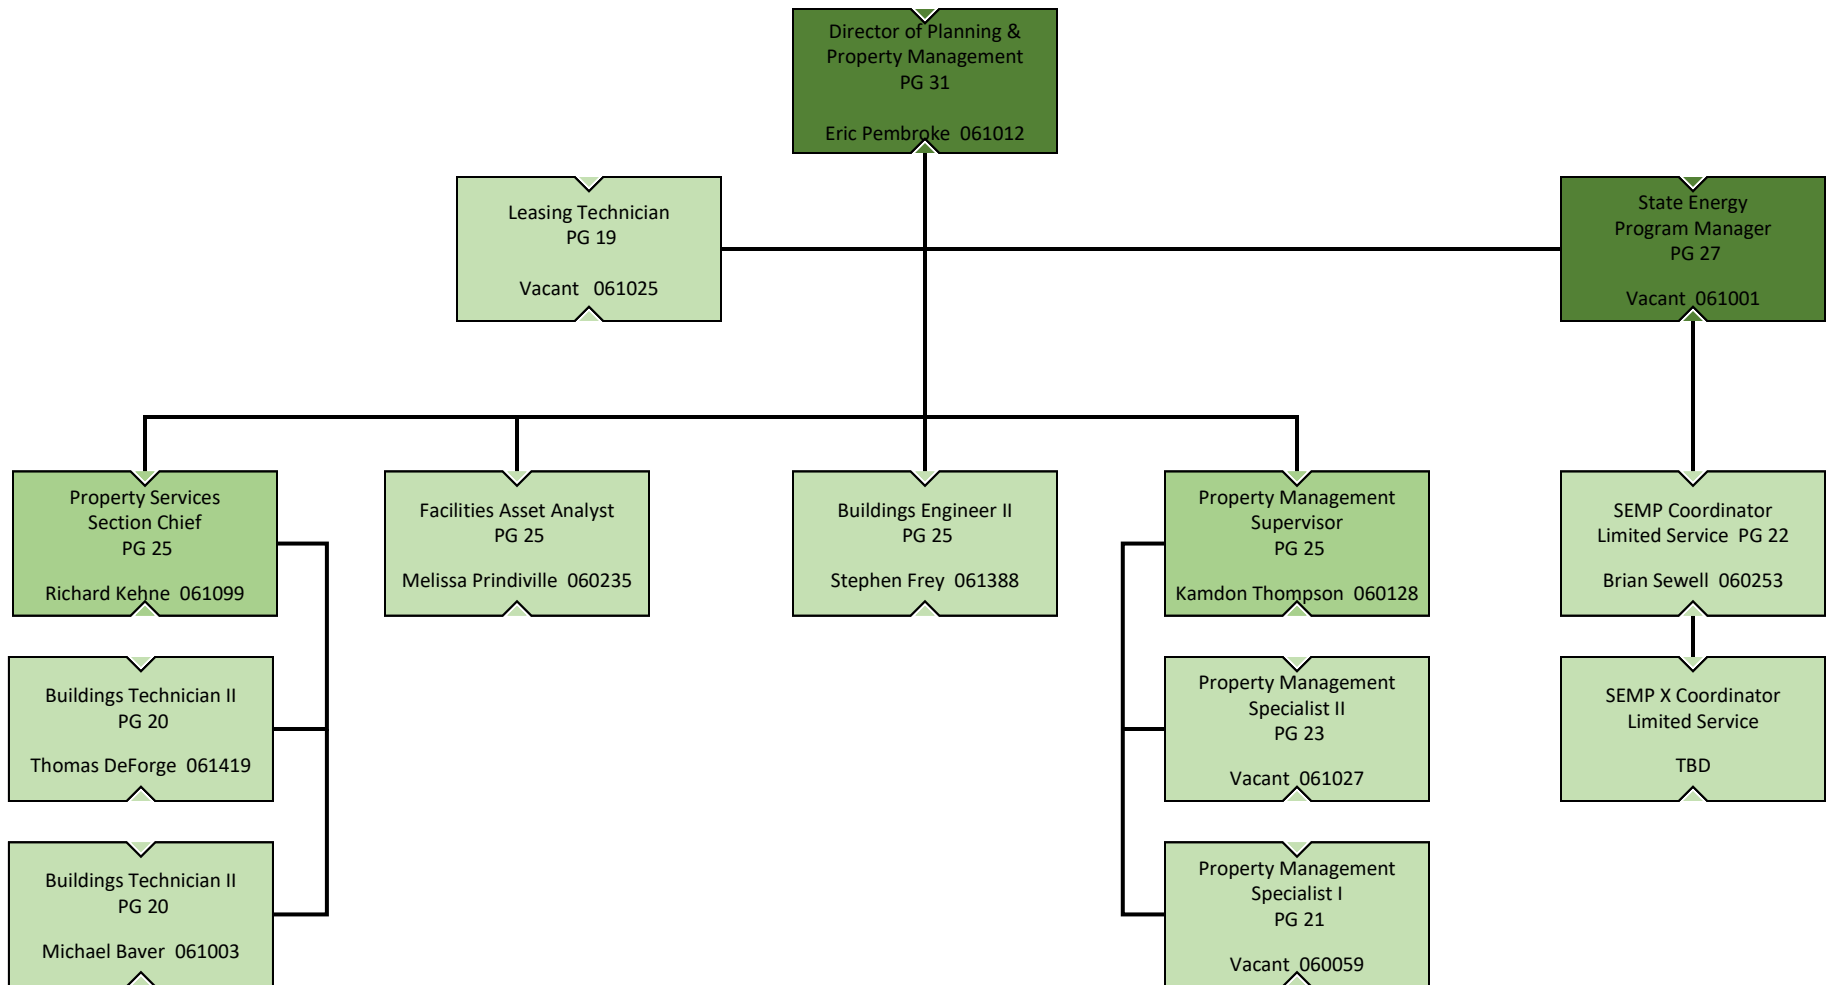 Director of Planning &
Property Management
PG 31
Eric Pembroke 061012
Leasing Technician
PG 19
Vacant 061025
State Energy
Program Manager
PG 27
Vacant 061001
Property Services
Section Chief
PG 25
Richard Kehne 061099
Facilities Asset Analyst
PG 25
Melissa Prindiville 060235
Buildings Engineer II
PG 25
Stephen Frey 061388
Property Management
Supervisor
PG 25
Kamdon Thompson 060128
SEMP Coordinator
Limited Service PG 22
Brian Sewell 060253
Buildings Technician II
PG 20
Thomas DeForge 061419
Property Management
Specialist II
PG 23
Vacant 061027
SEMP X Coordinator
Limited Service
TBD
Buildings Technician II
PG 20
Michael Baver 061003
Property Management
Specialist I
PG 21
Vacant 060059